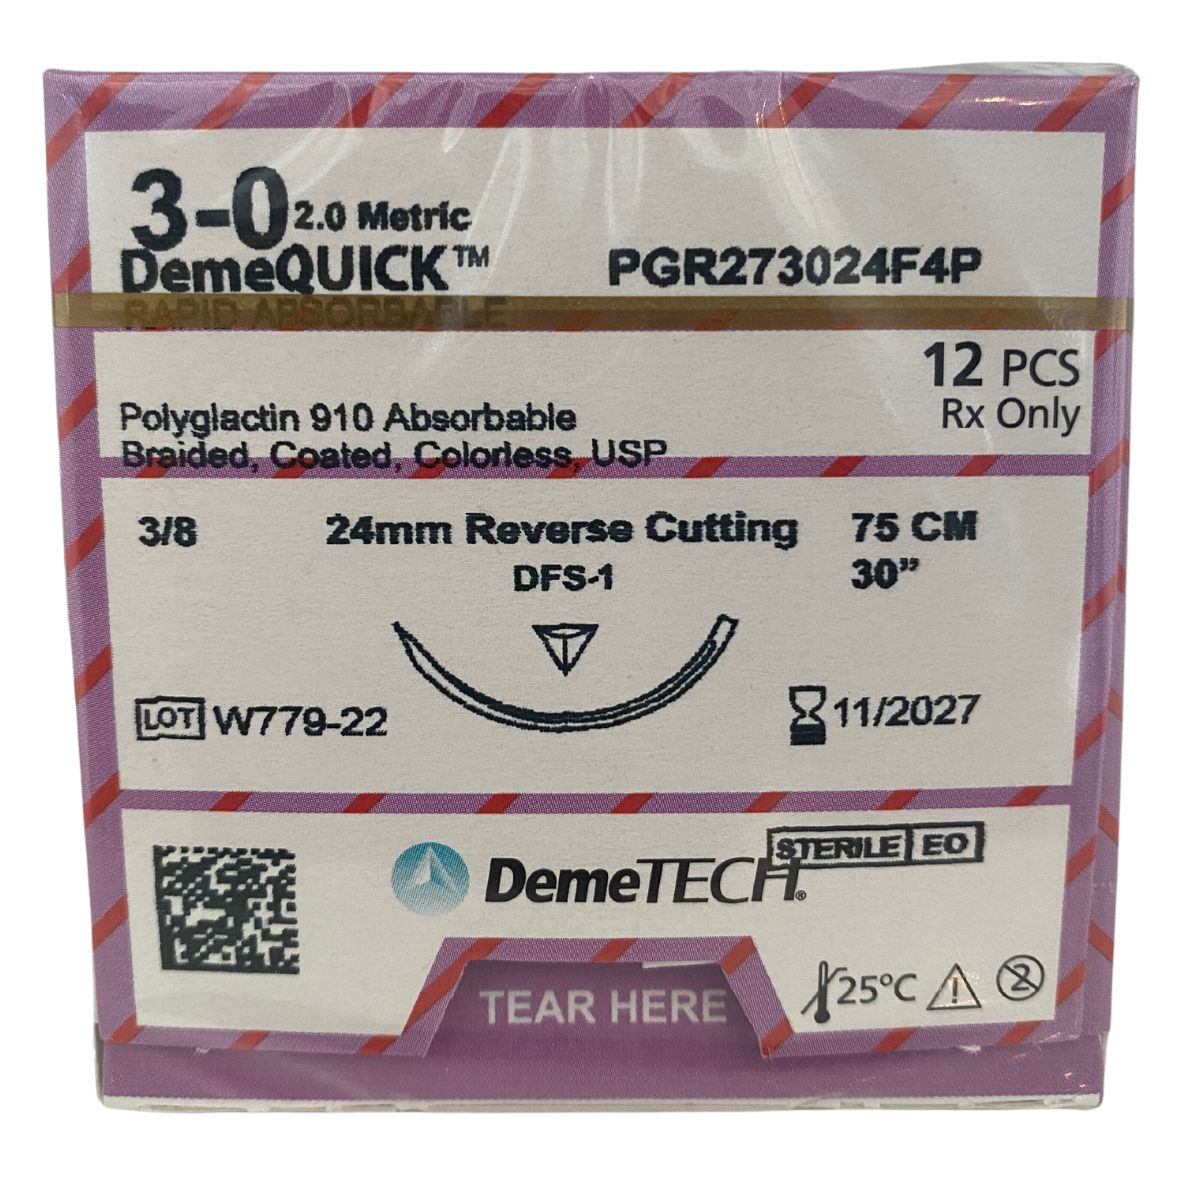 3-0 2.0 Metric
DemeQUICK™
PGR273024F4P
RAPID ABSORBABLE
12 PCS
Rx Only
Polyglactin 910 Absorbable
Braided, Coated, Colorless, USP
3/8 24mm Reverse Cutting 75 CM
DFS-1 30”
LOT W779-22 11/2027
STERILE EO
DemeTECH®
25°C 2
TEAR HERE